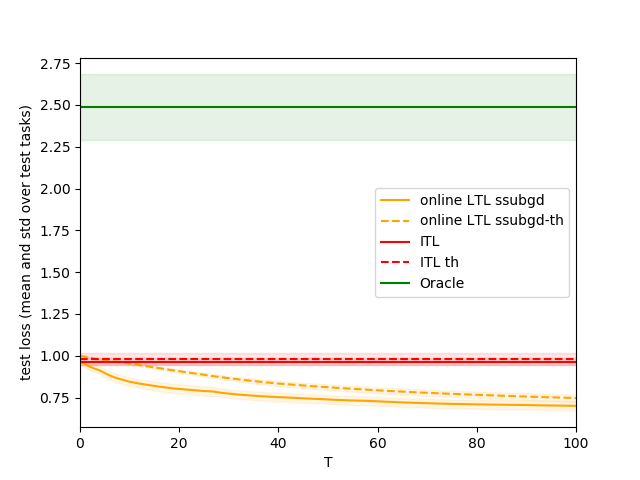 2.75
2.50
2.25
2.00
1.75
1.50
1.25
1.00
0.75
test loss (mean and std over test tasks)
online LTL ssubgd
online LTL ssubgd-th
ITL
ITL th
Oracle
0 20 40 60 80 100
T